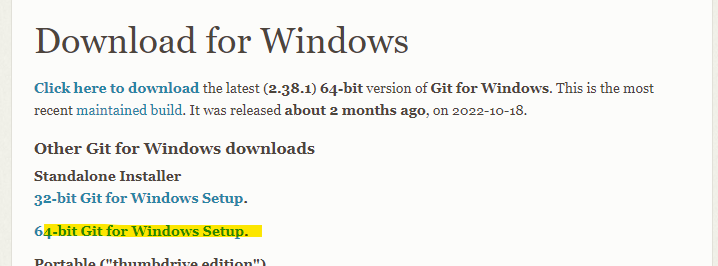 Download for Windows
Click here to download the latest (2.38.1) 64-bit version of Git for Windows. This is the most
recent maintained build. It was released about 2 months ago, on 2022-10-18.
Other Git for Windows downloads
Standalone Installer
32-bit Git for Windows Setup.
64-bit Git for Windows Setup.
Portable ("thumbdrive edition")